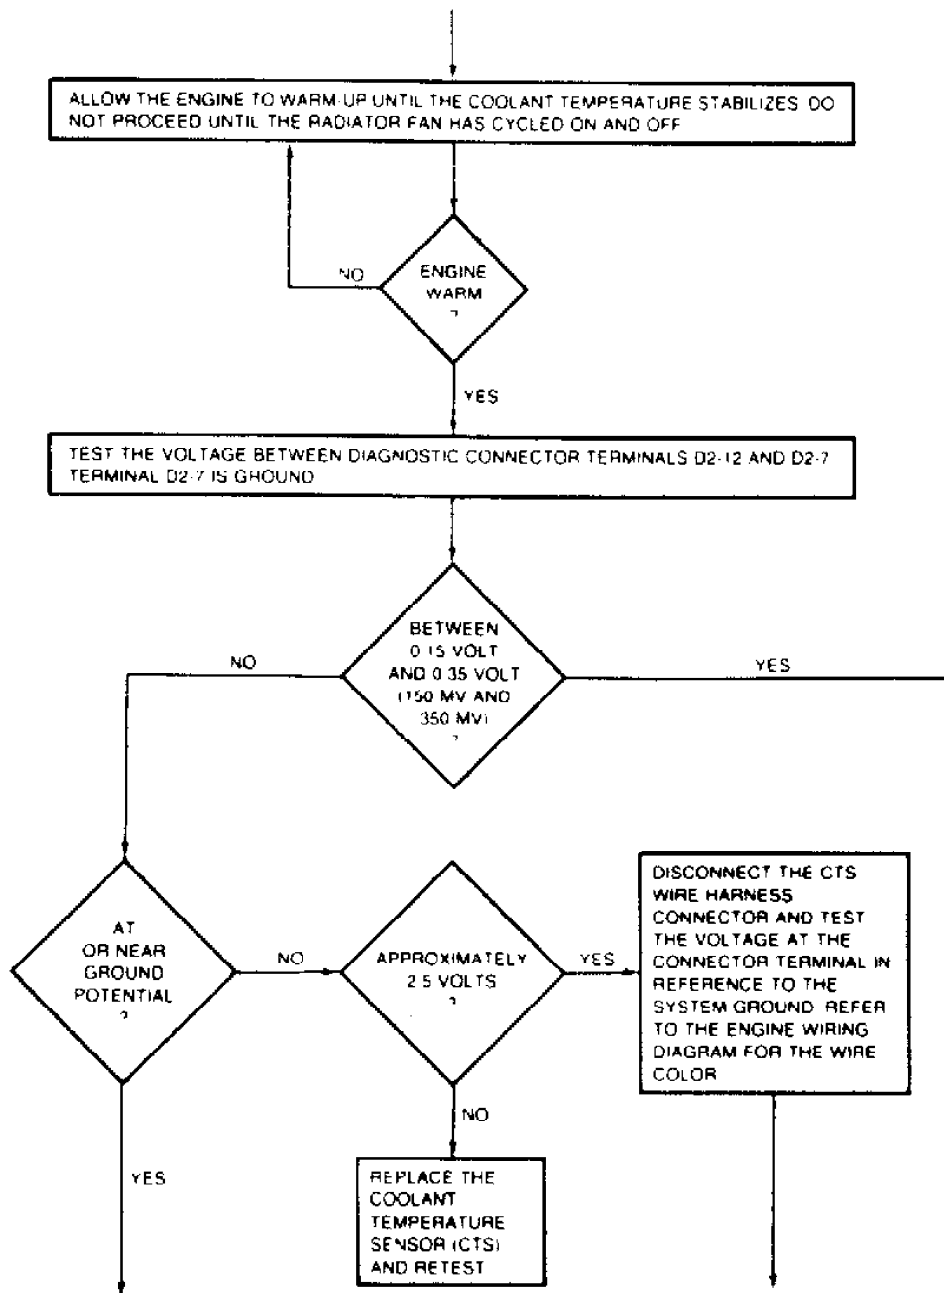 ALLOW THE ENGINE TO WARM-UP UNTIL THE COOLANT TEMPERATURE STABILIZES. DO
NOT PROCEED UNTIL THE RADIATOR FAN HAS CYCLED ON AND OFF
NO
ENGINE
WARM
?
YES
TEST THE VOLTAGE BETWEEN DIAGNOSTIC CONNECTOR TERMINALS D2-12 AND D2-7
TERMINAL D2-7 IS GROUND
BETWEEN
0.15 VOLT
AND 0.35 VOLT
(150 MV AND
350 MV)
?
NO
YES
AT
OR NEAR
GROUND
POTENTIAL
?
NO
APPROXIMATELY
2.5 VOLTS
?
YES
DISCONNECT THE CTS
WIRE HARNESS
CONNECTOR AND TEST
THE VOLTAGE AT THE
CONNECTOR TERMINAL IN
REFERENCE TO THE
SYSTEM GROUND. REFER
TO THE ENGINE WIRING
DIAGRAM FOR THE WIRE
COLOR
YES
NO
REPLACE THE
COOLANT
TEMPERATURE
SENSOR (CTS)
AND RETEST